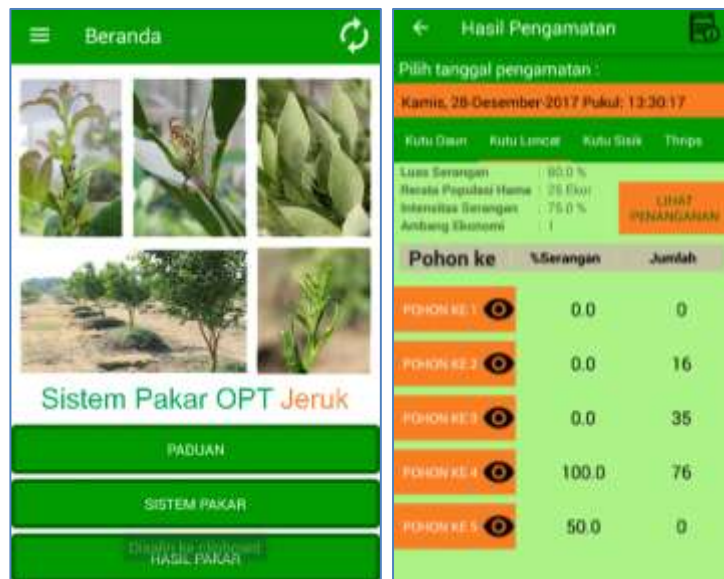 Beranda
Sistem Pakar OPT Jeruk
PADUAN
SISTEM PAKAR
Disalin ke clipboard
HASIL PAKAR
Hasil Pengamatan
Pilih tanggal pengamatan :
Kamis, 28-Desember-2017 Pukul: 13:30:17
Kutu Daun Kutu Loncat Kutu Sisik Thrips
Luas Serangan : 80.0 %
Rerata Populasi Hama : 25 Ekor
Intensitas Serangan : 75.0 %
Ambang Ekonomi : 1
LIHAT
PENANGANAN
Pohon ke %Serangan Jumlah
POHON KE 1 0.0 0
POHON KE 2 0.0 16
POHON KE 3 0.0 35
POHON KE 4 100.0 76
POHON KE 5 50.0 0